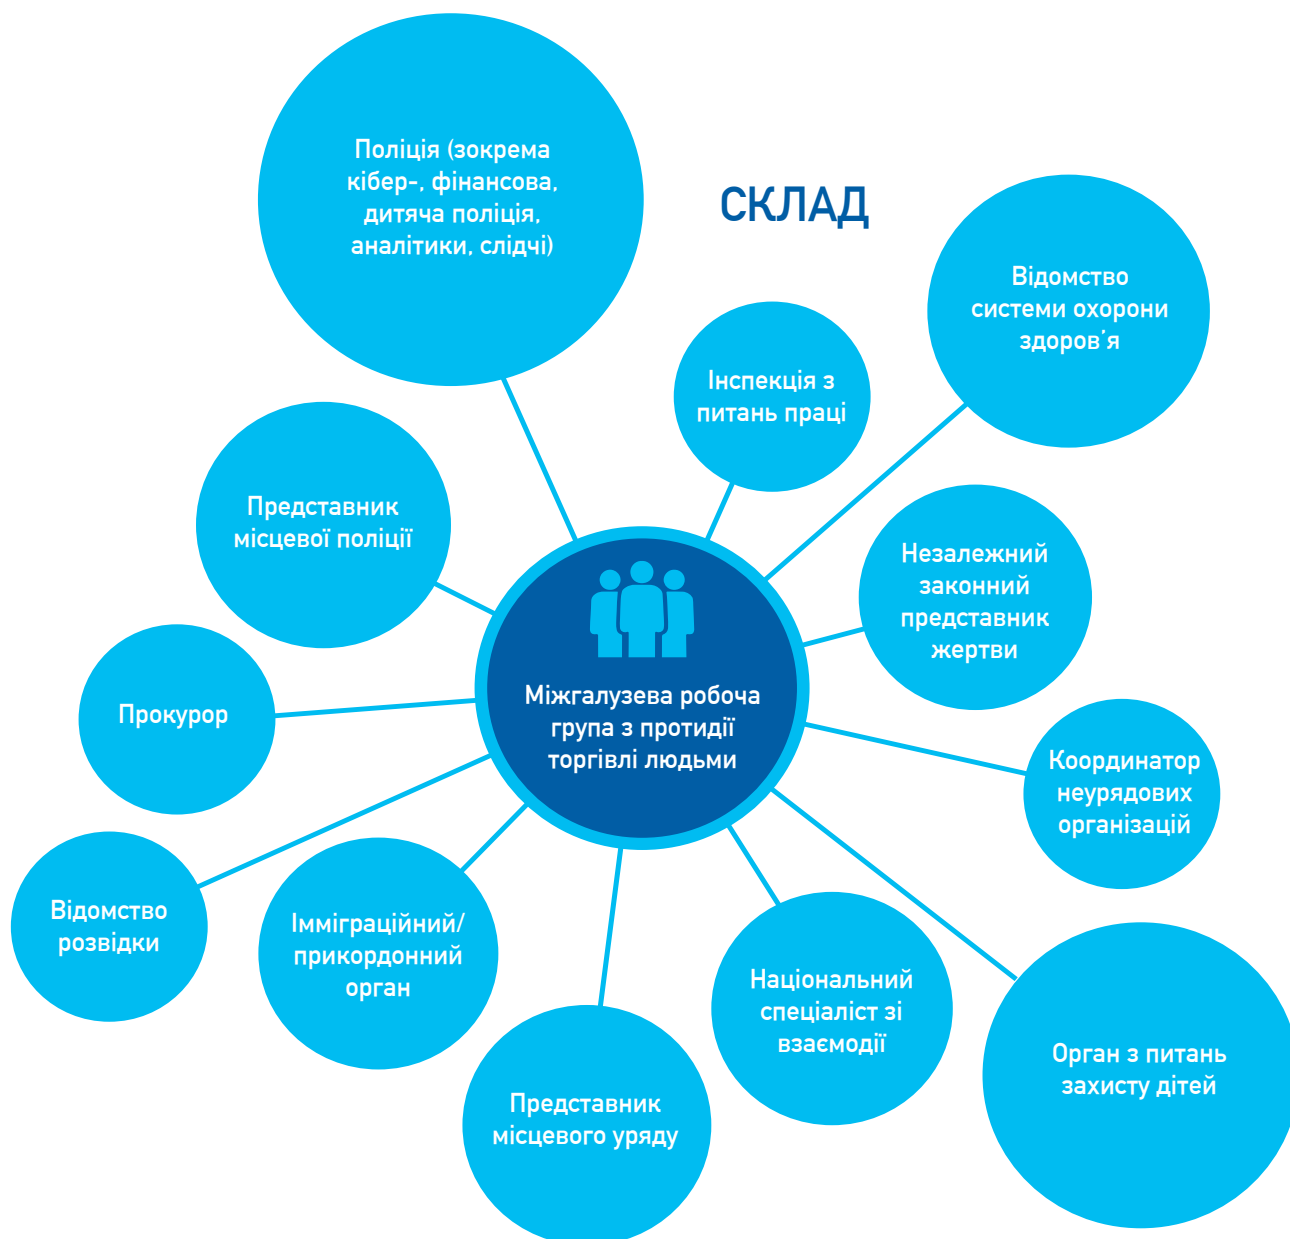 Поліція (зокрема
кібер-, фінансова,
дитяча поліція,
аналітики, слідчі)
СКЛАД
Відомство
системи охорони
здоров'я
Інспекція з
питань праці
Представник
місцевої поліції
Незалежний
законний
представник
жертви
Міжгалузева робоча
група з протидії
торгівлі людьми
Прокурор
Координатор
неурядових
організацій
Відомство
розвідки
Імміграційний/
прикордонний
орган
Національний
спеціаліст зі
взаємодії
Орган з питань
захисту дітей
Представник
місцевого уряду